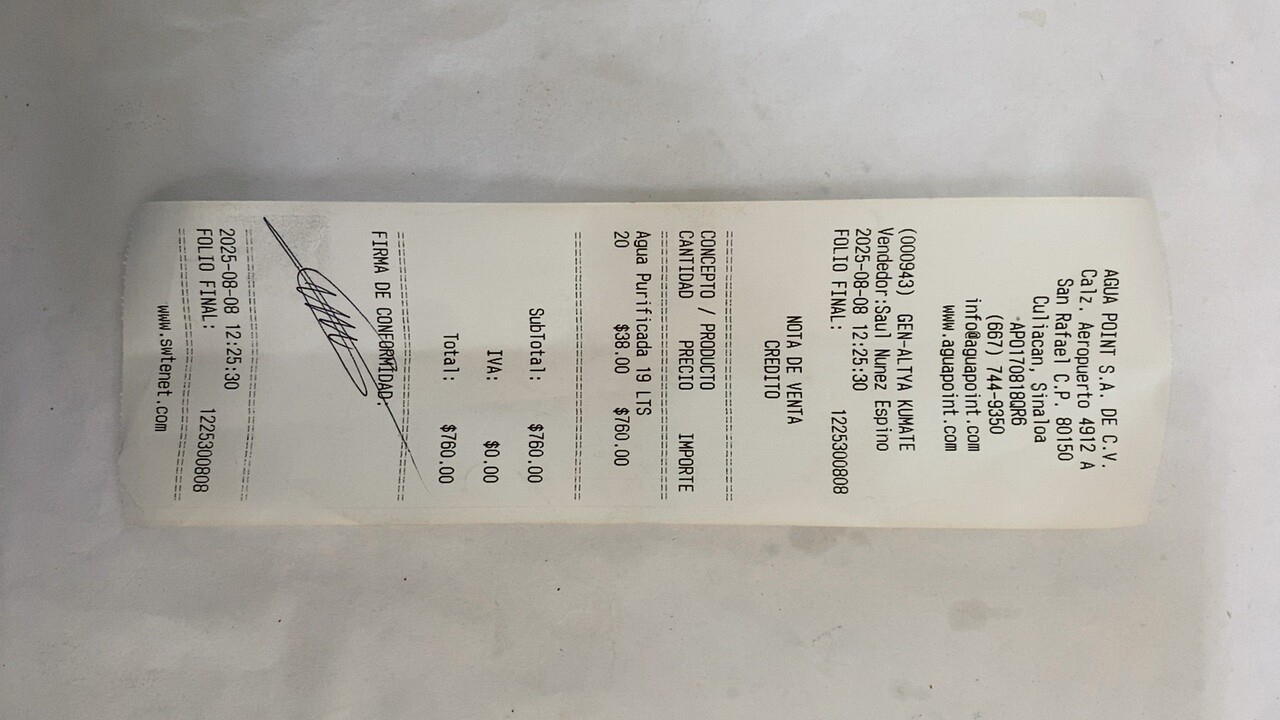 AGUA POINT S.A. DE C.V.
Calz. Aeropuerto 4912 A
San Rafael C.P. 80150
Culiacan, Sinaloa
APO170818QR6
(667) 744-9350
info@aguapoint.com
www.aguapoint.com
(000943) GEN-ALTYA KUMATE
Vendedor:Saul Nunez Espino
2025-08-08 12:25:30
FOLIO FINAL: 1225300808
NOTA DE VENTA
CREDITO
CONCEPTO / PRODUCTO
CANTIDAD PRECIO IMPORTE
Agua Purificada 19 LTS
20 $38.00 $760.00
SubTotal: $760.00
IVA: $0.00
Total: $760.00
FIRMA DE CONFORMIDAD:
2025-08-08 12:25:30
FOLIO FINAL: 1225300808
www.swtenet.com